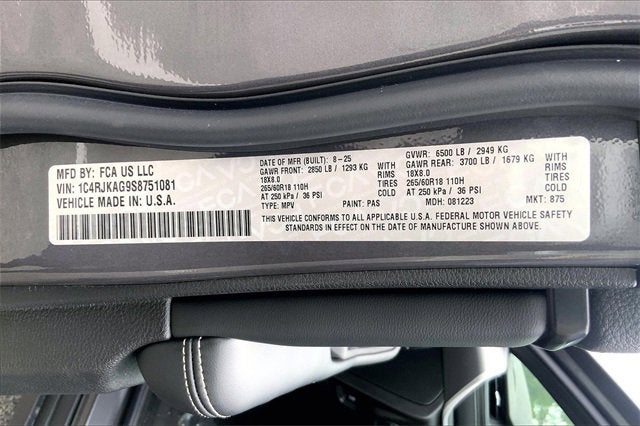 MFD BY: FCA US LLC
VIN: 1C4RJKAG9S8751081
VEHICLE MADE IN: U.S.A.
DATE OF MFR (BUILT): 8-25
GVWR: 6500 LB / 2949 KG
GAWR FRONT: 2850 LB / 1293 KG WITH
GAWR REAR: 3700 LB / 1679 KG WITH
18X8.0 RIMS
18X8.0 RIMS
265/60R18 110H TIRES
265/60R18 110H TIRES
AT 250 kPa / 36 PSI COLD
AT 250 kPa / 36 PSI COLD
TYPE: MPV PAINT: PAS MDH: 081223 MKT: 875
THIS VEHICLE CONFORMS TO ALL APPLICABLE U.S.A. FEDERAL MOTOR VEHICLE SAFETY
STANDARDS IN EFFECT ON THE DATE OF MANUFACTURE SHOWN ABOVE.